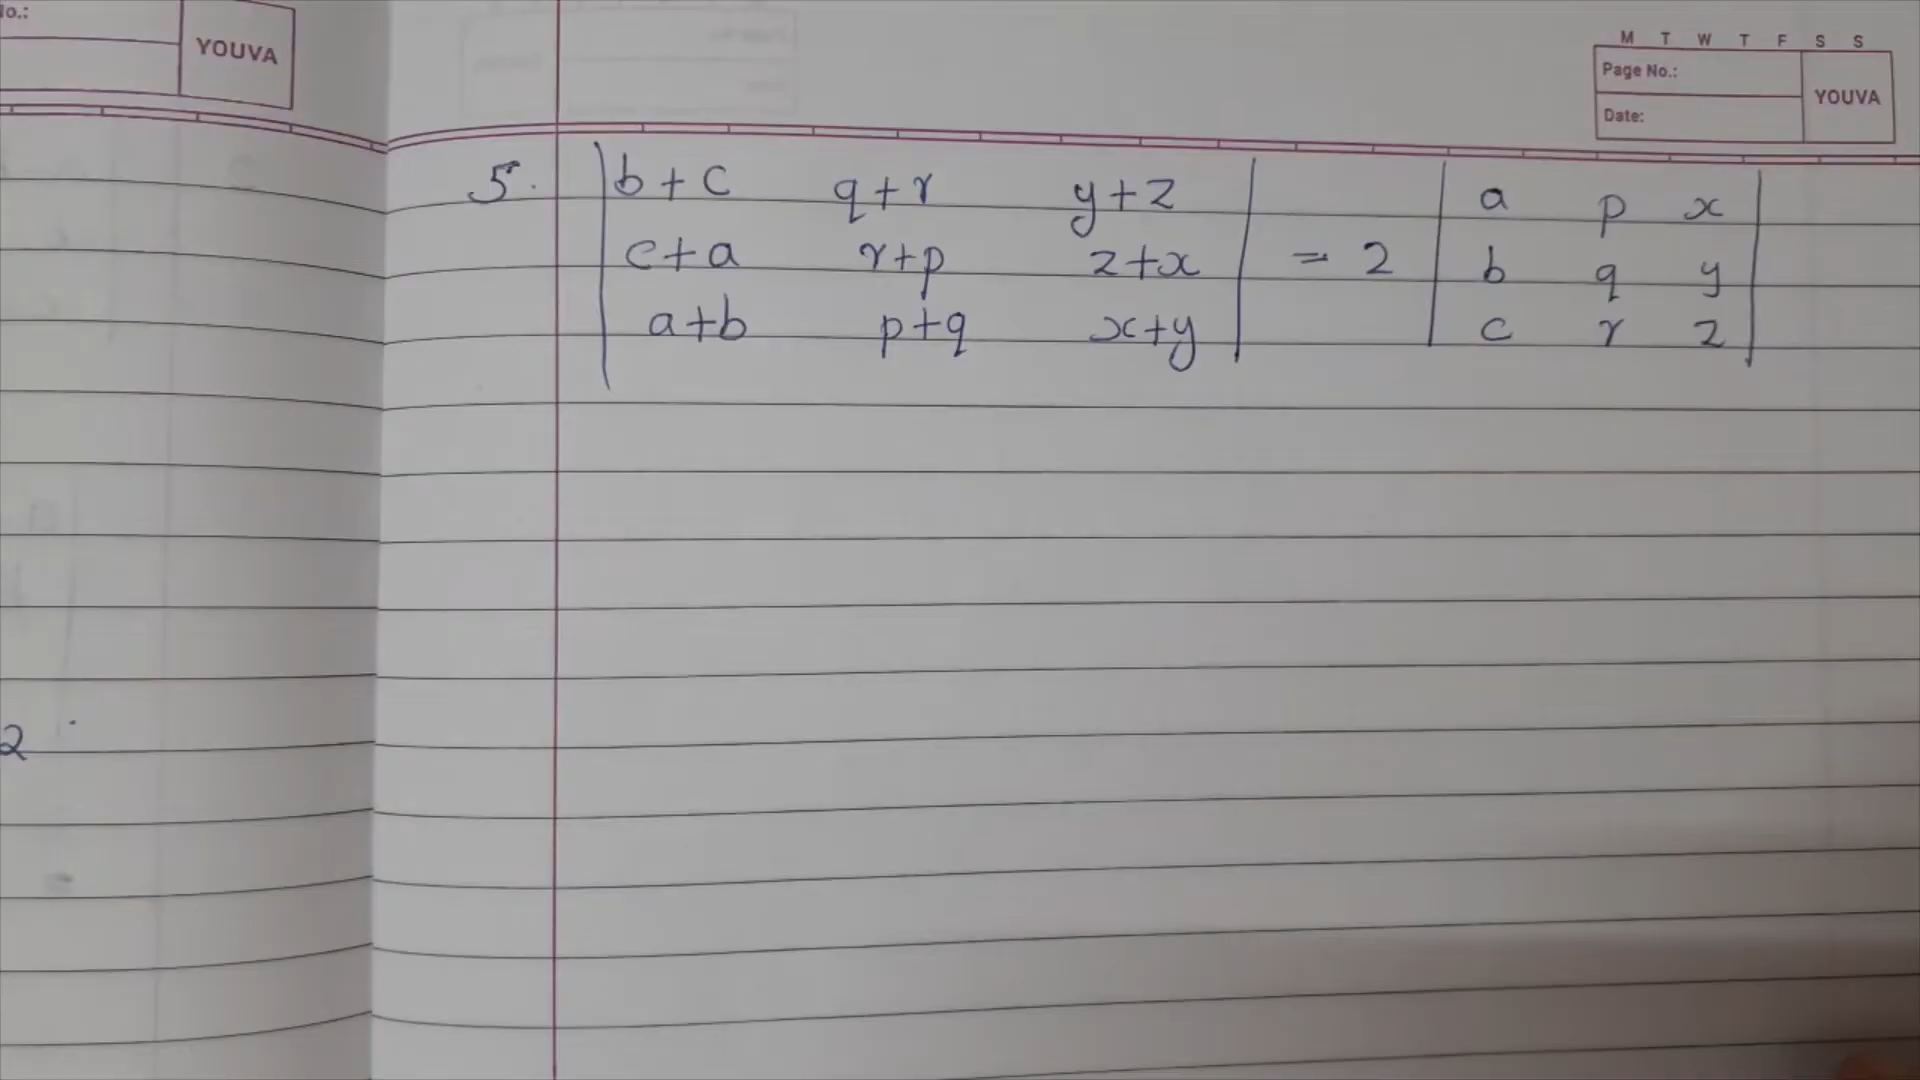 No.:
YOUVA
M T W T F S S
Page No.:
YOUVA
Date:
5. | b+c q+r y+z | | a p x |
| c+a r+p z+x | = 2 | b q y |
| a+b p+q x+y | | c r z |
2